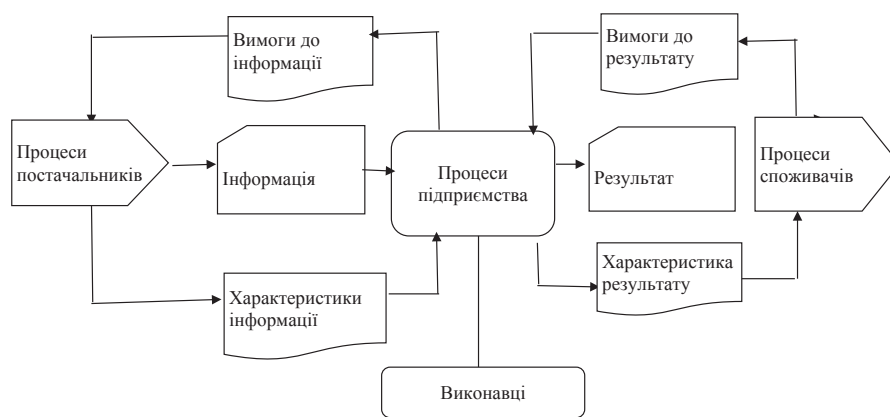 Вимоги до
інформації
Вимоги до
результату
Процеси
постачальників
Інформація
Процеси
підприємства
Результат
Процеси
споживачів
Характеристики
інформації
Характеристика
результату
Виконавці